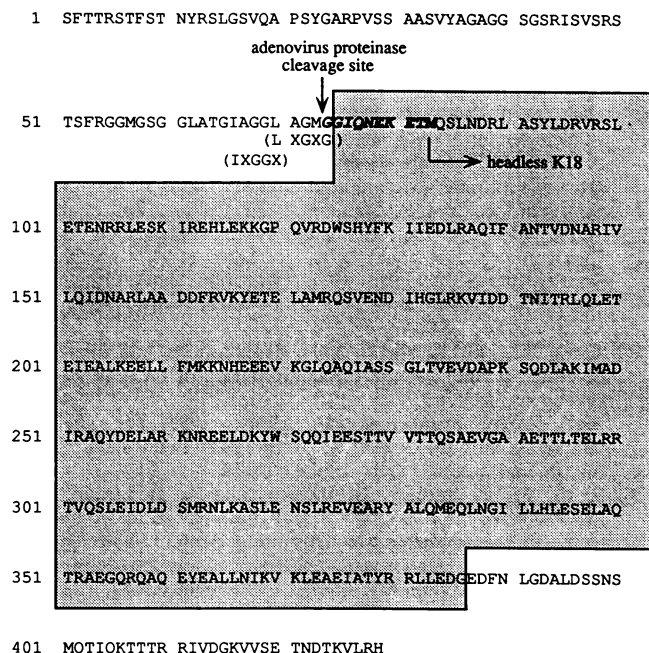 1 SFTTRSTFST NYRSLGSVQA PSYGARPVSS AASVYAGAGG SGSRISVSRS
adenovirus proteinase
cleavage site
51 TSFRGGMGSG GLATGIAGGL AGMGGIQNEK ETMQSLNDRL ASYLDRVRSL
(L XGXG)
(IXGGX)
headless K18
101 ETENRRLESK IREHLEKKGP QVRDWSHYFK IIEDLRAQIF ANTVDNARIV
151 LQIDNARLAA DDFRVKYETE LAMRQSVEND IHGLRKVIDD TNITRLQLET
201 EIEALKEELL FMKKNHEEEV KGLQAQIASS GLTVEVDAPK SQDLAKIMAD
251 IRAQYDELAR KNREELDKYW SQQIEESTTV VTTQSAEVGA AETTLTELRR
301 TVQSLEIDLD SMRNLKASLE NSLREVEARY ALQMEQLNGI LLHLESELAQ
351 TRAEGQRQAQ EYEALLNIKV KLEAEIATYR RLLEDGEDFN LGDALDSSNS
401 MQTIQKTTTR RIVDGKVVSE TNDTKVLRH